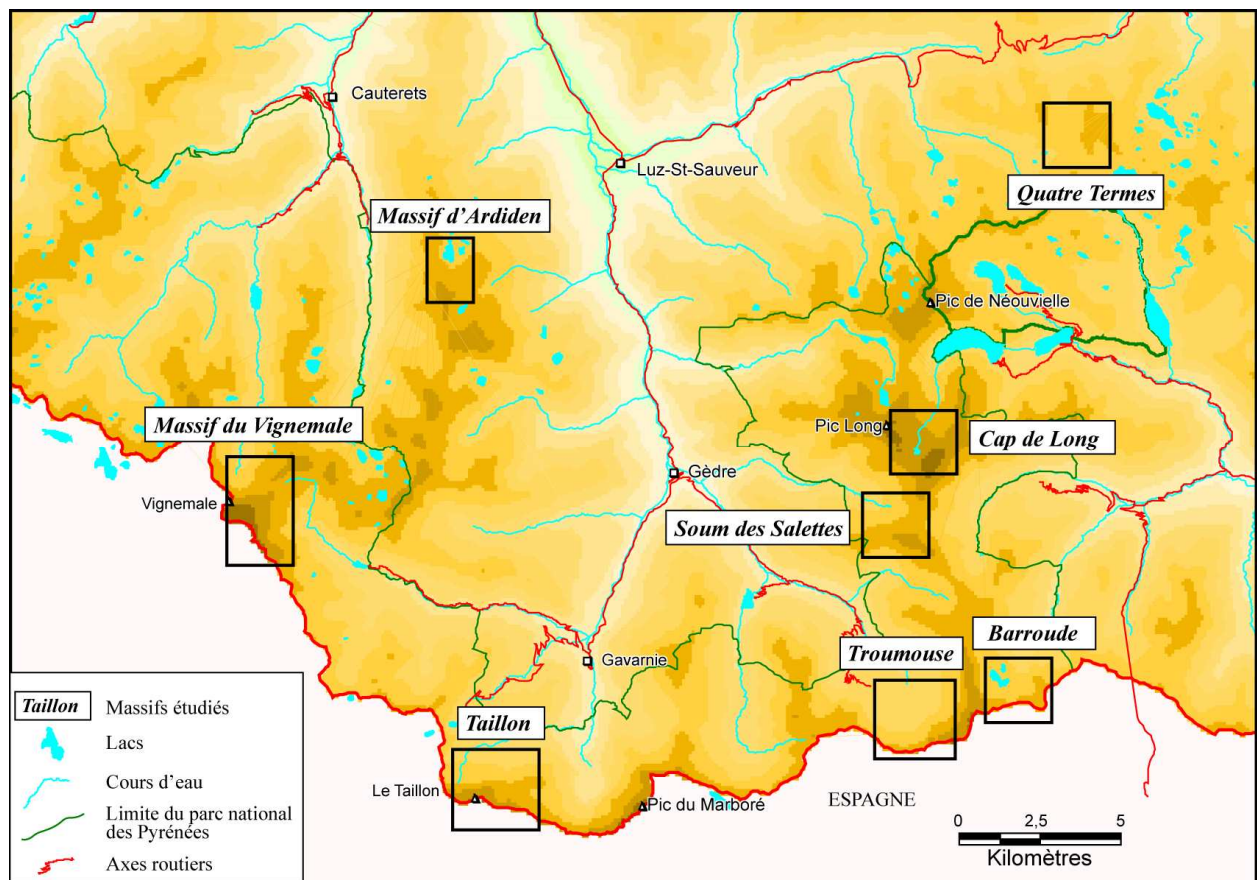 Cauterets
Luz-St-Sauveur
Quatre Termes
Massif d'Ardiden
Pic de Néouvielle
Massif du Vignemale
Pic Long
Cap de Long
Vignemale
Gèdre
Soum des Salettes
Barroude
Troumouse
Gavarnie
Taillon
Le Taillon
Pic du Marboré
ESPAGNE
0 2,5 5
Kilomètres
Taillon Massifs étudiés
Lacs
Cours d'eau
Limite du parc national
des Pyrénées
Axes routiers